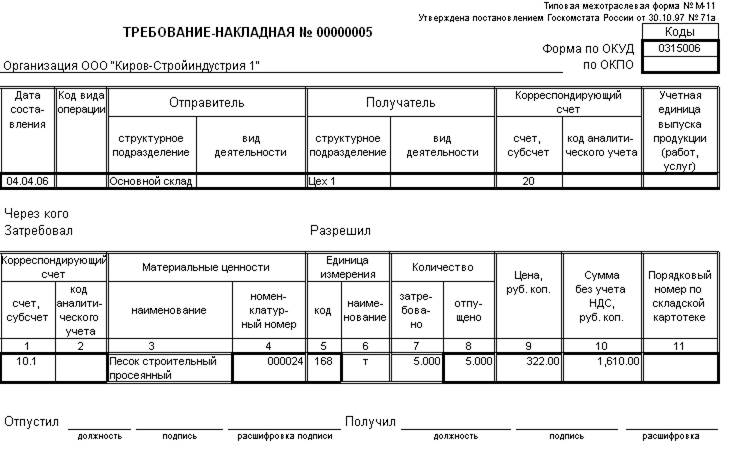 Типовая межотраслевая форма № М-11
Утверждена постановлением Госкомстата России от 30.10.97 № 71а
ТРЕБОВАНИЕ-НАКЛАДНАЯ № 00000005
Коды
Форма по ОКУД 0315006
Организация ООО "Киров-Стройиндустрия 1" по ОКПО
Дата соста- вления Код вида операции Отправитель Получатель Корреспондирующий счет Учетная единица выпуска продукции (работ, услуг)
структурное подразделение вид деятельности структурное подразделение вид деятельности счет, субсчет код аналити- ческого учета
04.04.06 Основной склад Цех 1 20
Через кого
Затребовал Разрешил
Корреспондирующий счет Материальные ценности Единица измерения Количество Цена, руб. коп. Сумма без учета НДС, руб. коп. Порядковый номер по складской картотеке
счет, субсчет код аналити- ческого учета наименование номен- клатур- ный номер код наиме- нование затре- бова- но отпу- щено
1 2 3 4 5 6 7 8 9 10 11
10.1 Песок строительный просеянный 000024 168 т 5.000 5.000 322.00 1,610.00
Отпустил Получил
должность подпись расшифровка подписи должность подпись расшифровка